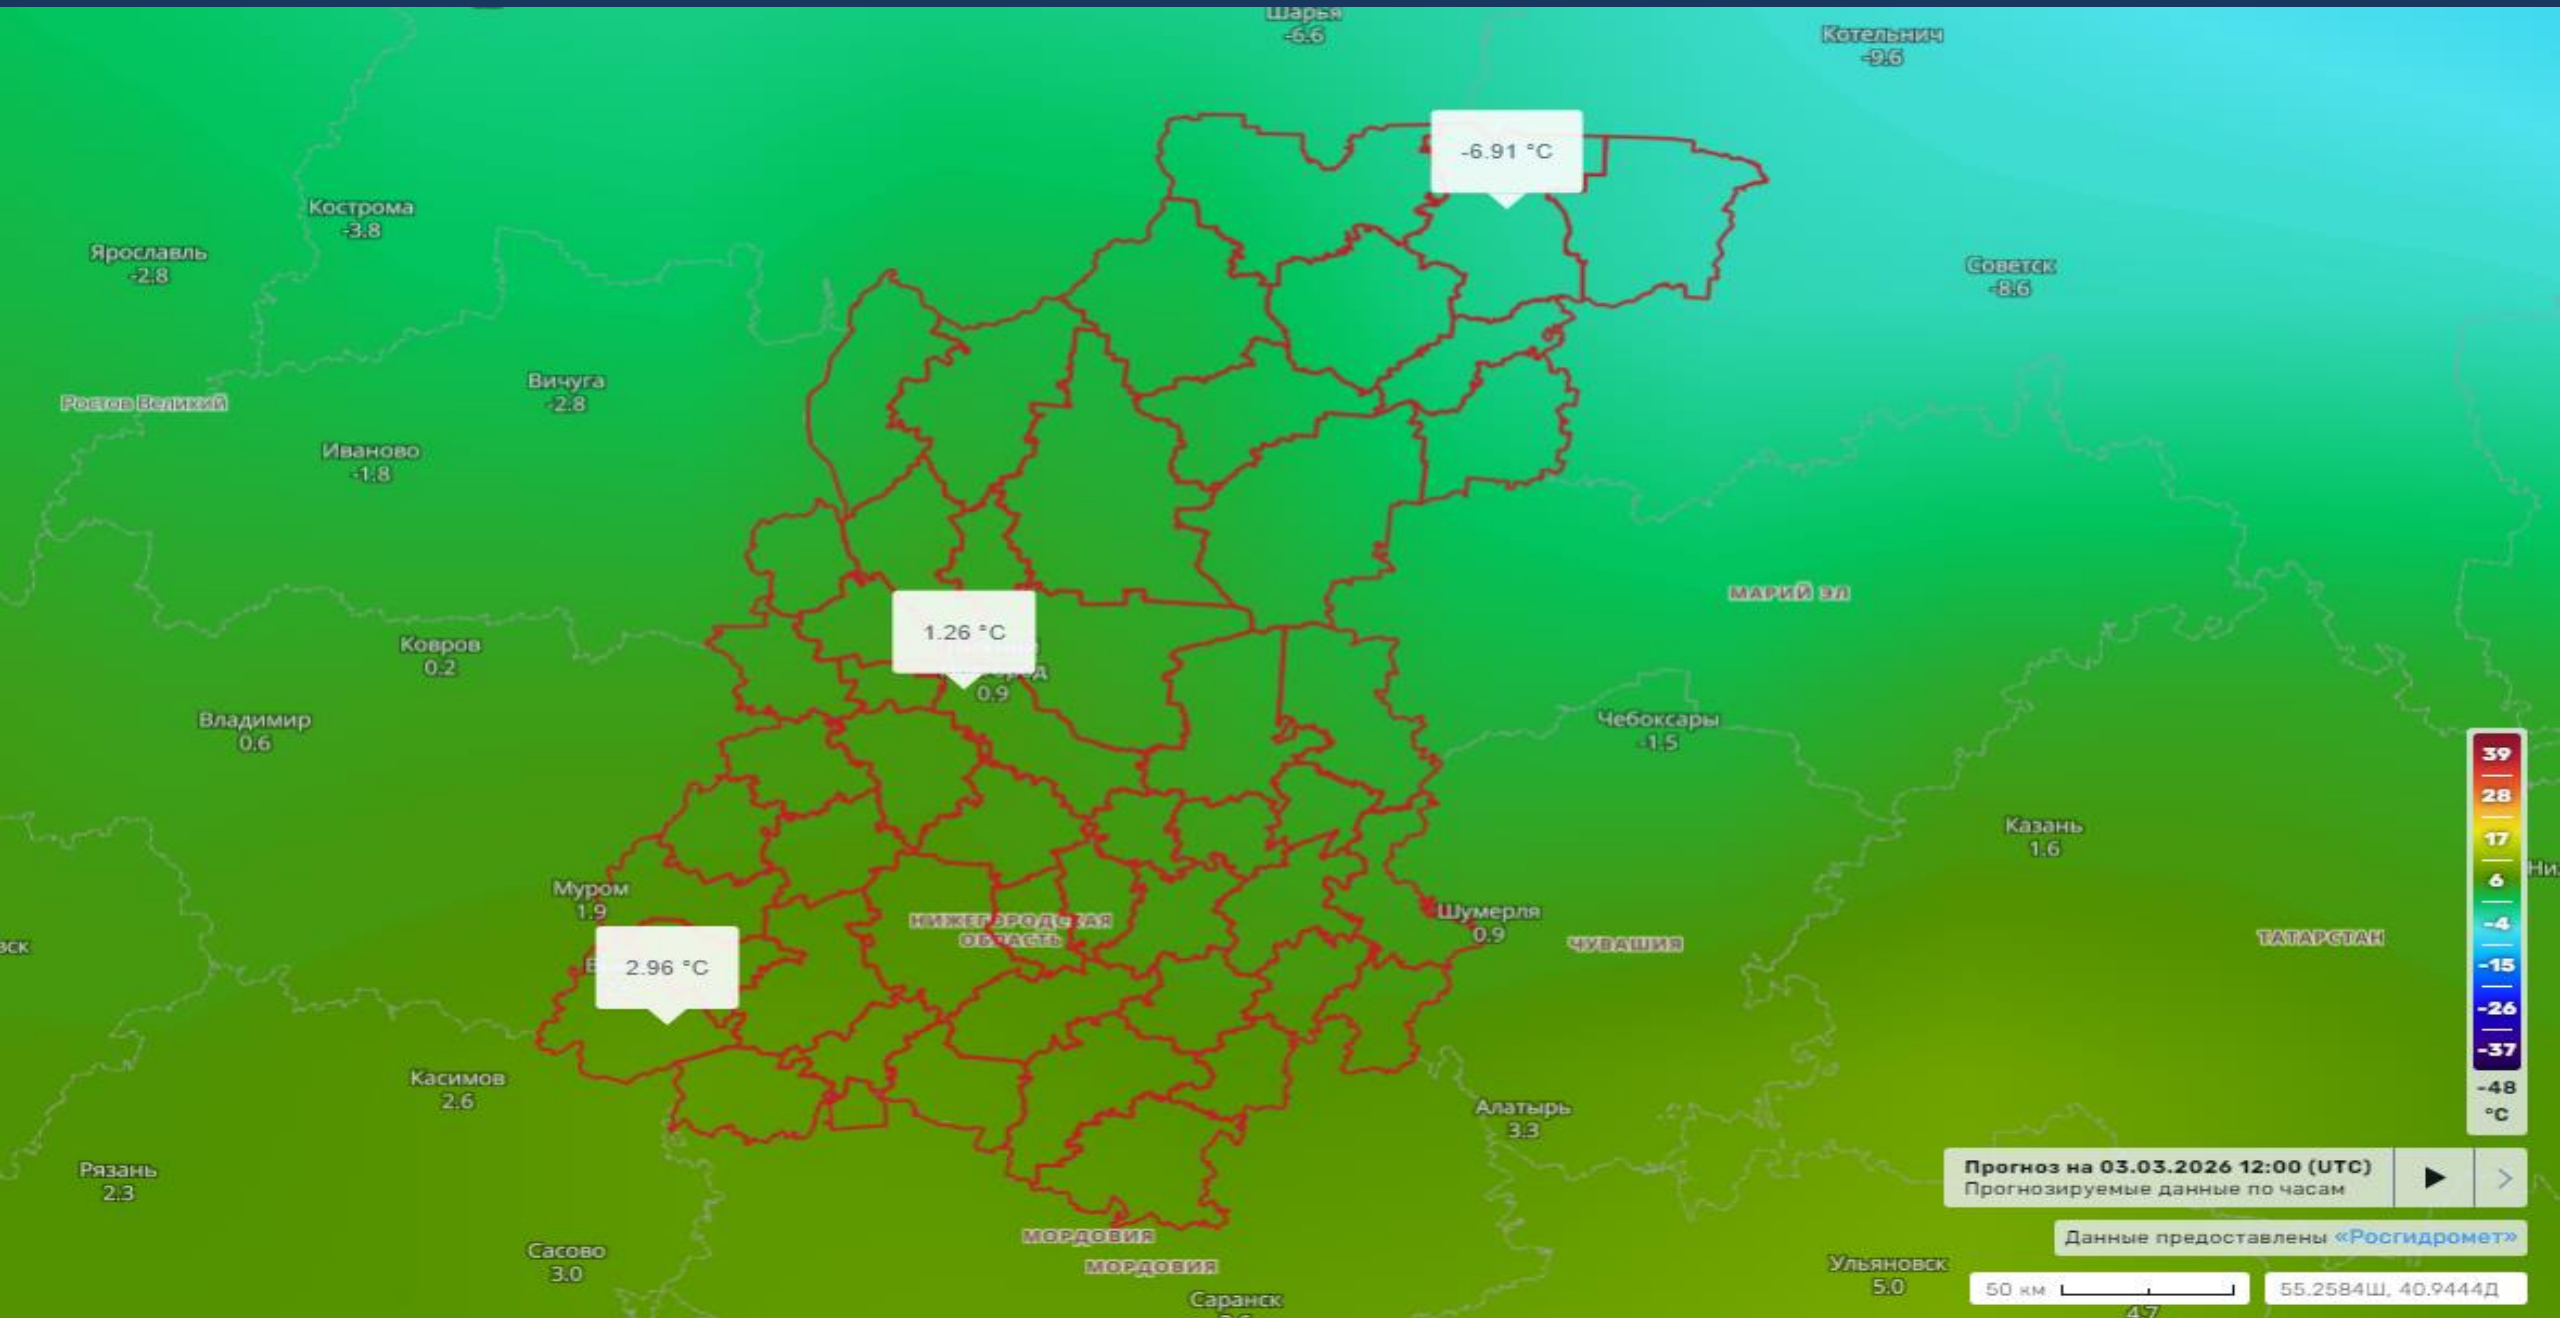 Шарья
-6.6
Котельнич
-9.6
-6.91 °C
Кострома
-3.8
Ярославль
-2.8
Советск
-8.6
Вичуга
-2.8
Ростов Великий
Иваново
-1.8
МАРИЙ ЭЛ
1.26 °C
0.9
Ковров
0.2
Владимир
0.6
Чебоксары
-1.5
Казань
1.6
Муром
1.9
НИЖЕГОРОДСКАЯ
ОБЛАСТЬ
Шумерля
0.9
ЧУВАШИЯ
ТАТАРСТАН
2.96 °C
Касимов
2.6
Алатырь
3.3
Рязань
2.3
Сасово
3.0
МОРДОВИЯ
МОРДОВИЯ
Саранск
Ульяновск
5.0
4.7
39
28
17
6
-4
-15
-26
-37
-48
°C
Прогноз на 03.03.2026 12:00 (UTC)
Прогнозируемые данные по часам
Данные предоставлены «Росгидромет»
50 км
55.2584Ш, 40.9444Д